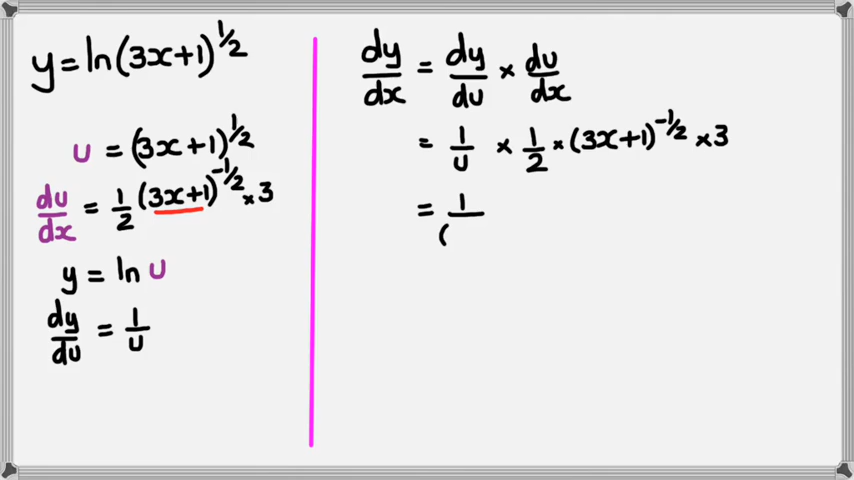 y = ln(3x+1)^1/2
u = (3x+1)^1/2
du/dx = 1/2 (3x+1)^-1/2 × 3
y = ln u
dy/du = 1/u
dy/dx = dy/du × du/dx
= 1/u × 1/2 × (3x+1)^-1/2 × 3
= 1/(